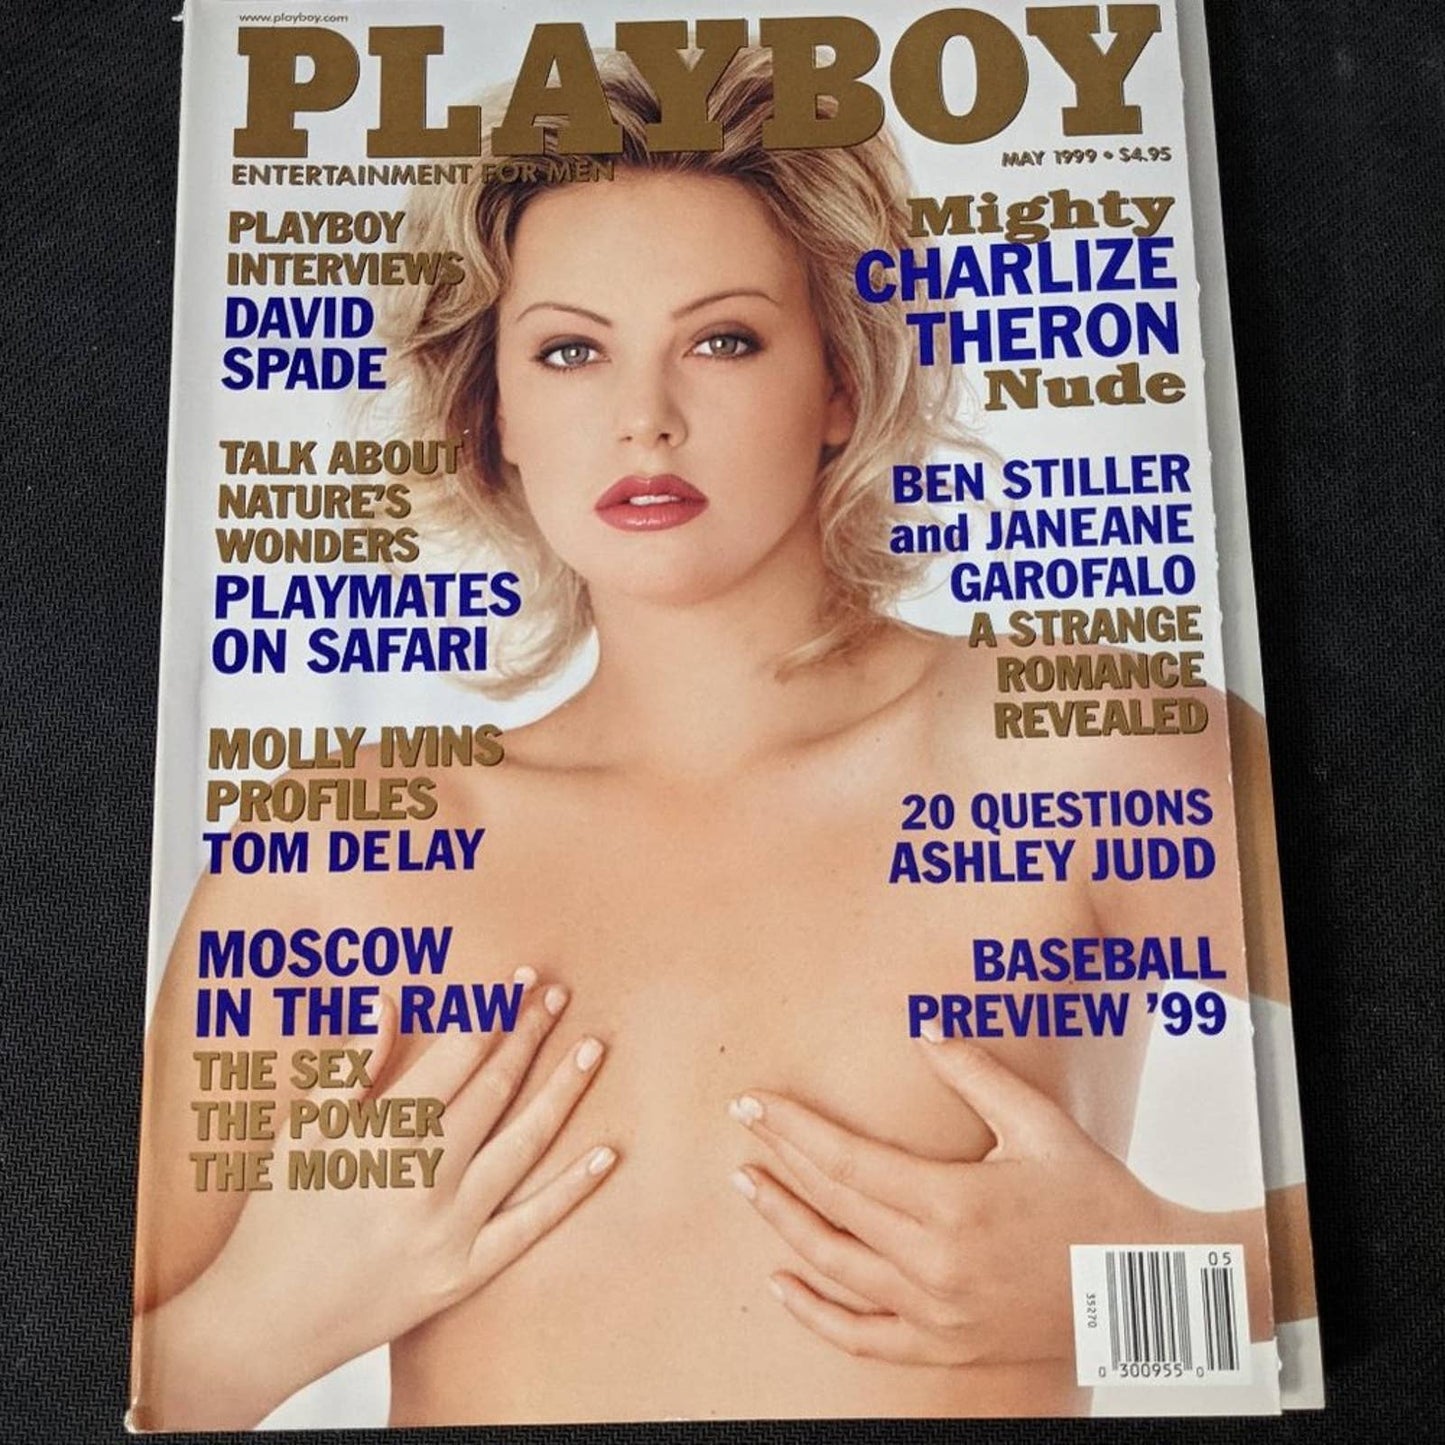 www.playboy.com
PLAYBOY
ENTERTAINMENT FOR MEN
MAY 1999 • $4.95
PLAYBOY
INTERVIEWS
DAVID
SPADE
TALK ABOUT
NATURE'S
WONDERS
PLAYMATES
ON SAFARI
MOLLY IVINS
PROFILES
TOM DELAY
MOSCOW
IN THE RAW
THE SEX
THE POWER
THE MONEY
Mighty
CHARLIZE
THERON
Nude
BEN STILLER
and JANEANE
GAROFALO
A STRANGE
ROMANCE
REVEALED
20 QUESTIONS
ASHLEY JUDD
BASEBALL
PREVIEW '99
05
35270
0 300955 0